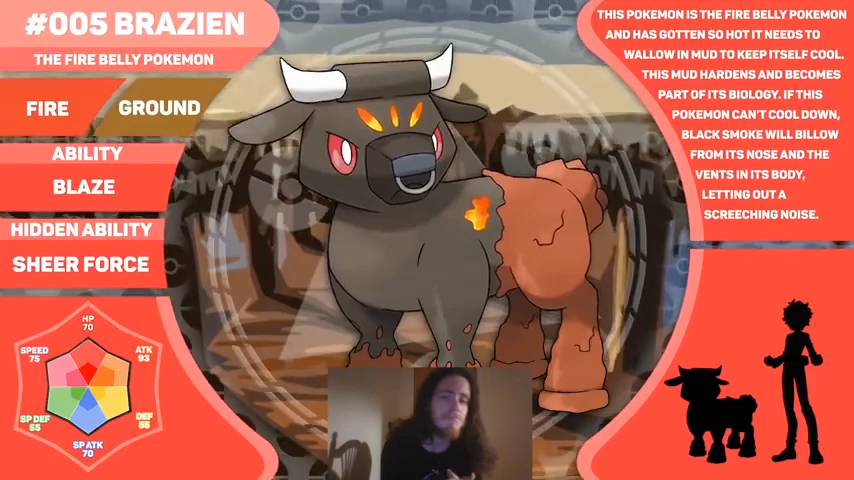 #005 BRAZIEN
THE FIRE BELLY POKEMON
FIRE
GROUND
ABILITY
BLAZE
HIDDEN ABILITY
SHEER FORCE
HP
70
SPEED
75
ATK
93
SP DEF
55
DEF
55
SP ATK
70
THIS POKEMON IS THE FIRE BELLY POKEMON
AND HAS GOTTEN SO HOT IT NEEDS TO
WALLOW IN MUD TO KEEP ITSELF COOL.
THIS MUD HARDENS AND BECOMES
PART OF ITS BIOLOGY. IF THIS
POKEMON CAN'T COOL DOWN,
BLACK SMOKE WILL BILLOW
FROM ITS NOSE AND THE
VENTS IN ITS BODY,
LETTING OUT A
SCREECHING NOISE.